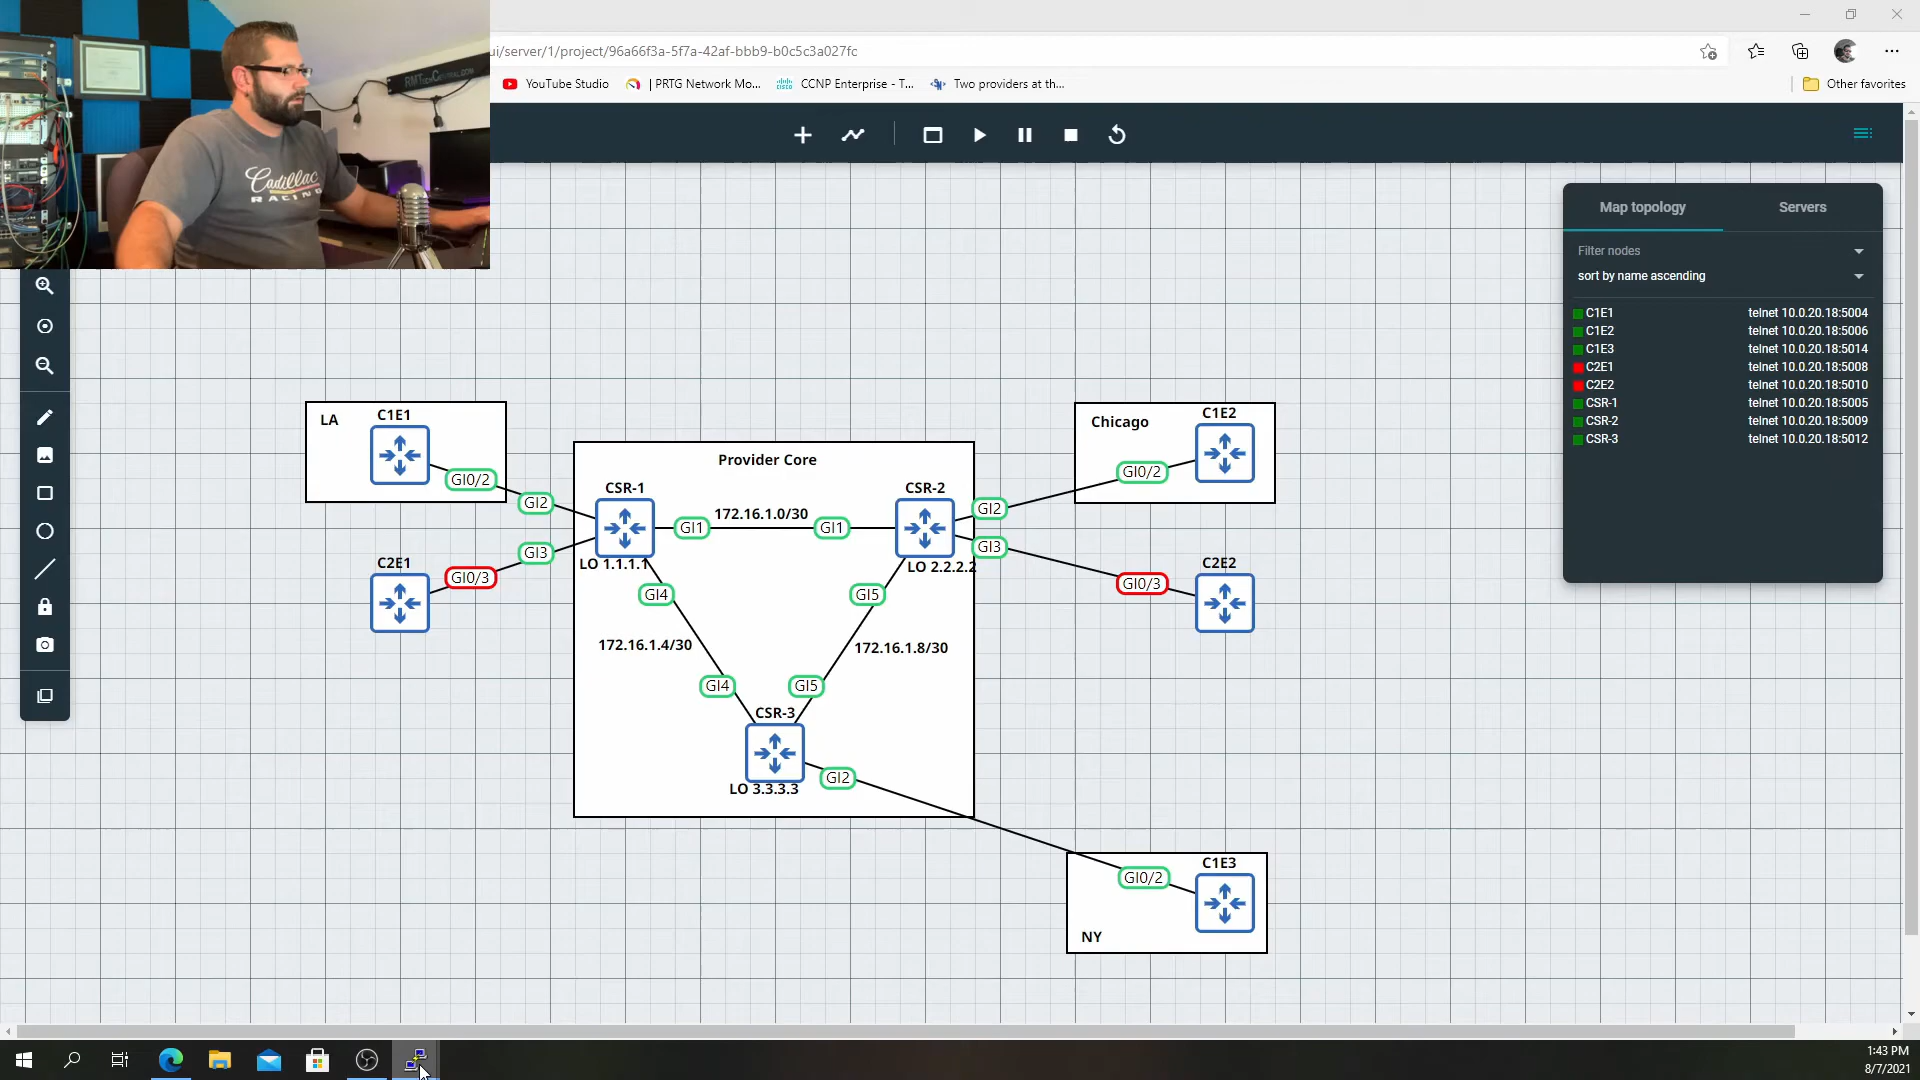 ui/server/1/project/96a66f3a-5f7a-42af-bbb9-b0c5c3a027fc
YouTube Studio
| PRTG Network Mo...
CCNP Enterprise - T...
Two providers at th...
Other favorites
Cadillac
RACING
Map topology
Servers
Filter nodes
sort by name ascending
C1E1 telnet 10.0.20.18:5004
C1E2 telnet 10.0.20.18:5006
C1E3 telnet 10.0.20.18:5014
C2E1 telnet 10.0.20.18:5008
C2E2 telnet 10.0.20.18:5010
CSR-1 telnet 10.0.20.18:5005
CSR-2 telnet 10.0.20.18:5009
CSR-3 telnet 10.0.20.18:5012
LA
C1E1
GI0/2
GI2
C2E1
GI0/3
GI3
Provider Core
CSR-1
GI1
172.16.1.0/30
GI1
CSR-2
LO 1.1.1.1
LO 2.2.2.2
GI4
GI5
172.16.1.4/30
172.16.1.8/30
GI4
GI5
CSR-3
LO 3.3.3.3
GI2
Chicago
C1E2
GI0/2
GI2
GI3
C2E2
GI0/3
C1E3
GI0/2
NY
1:43 PM
8/7/2021